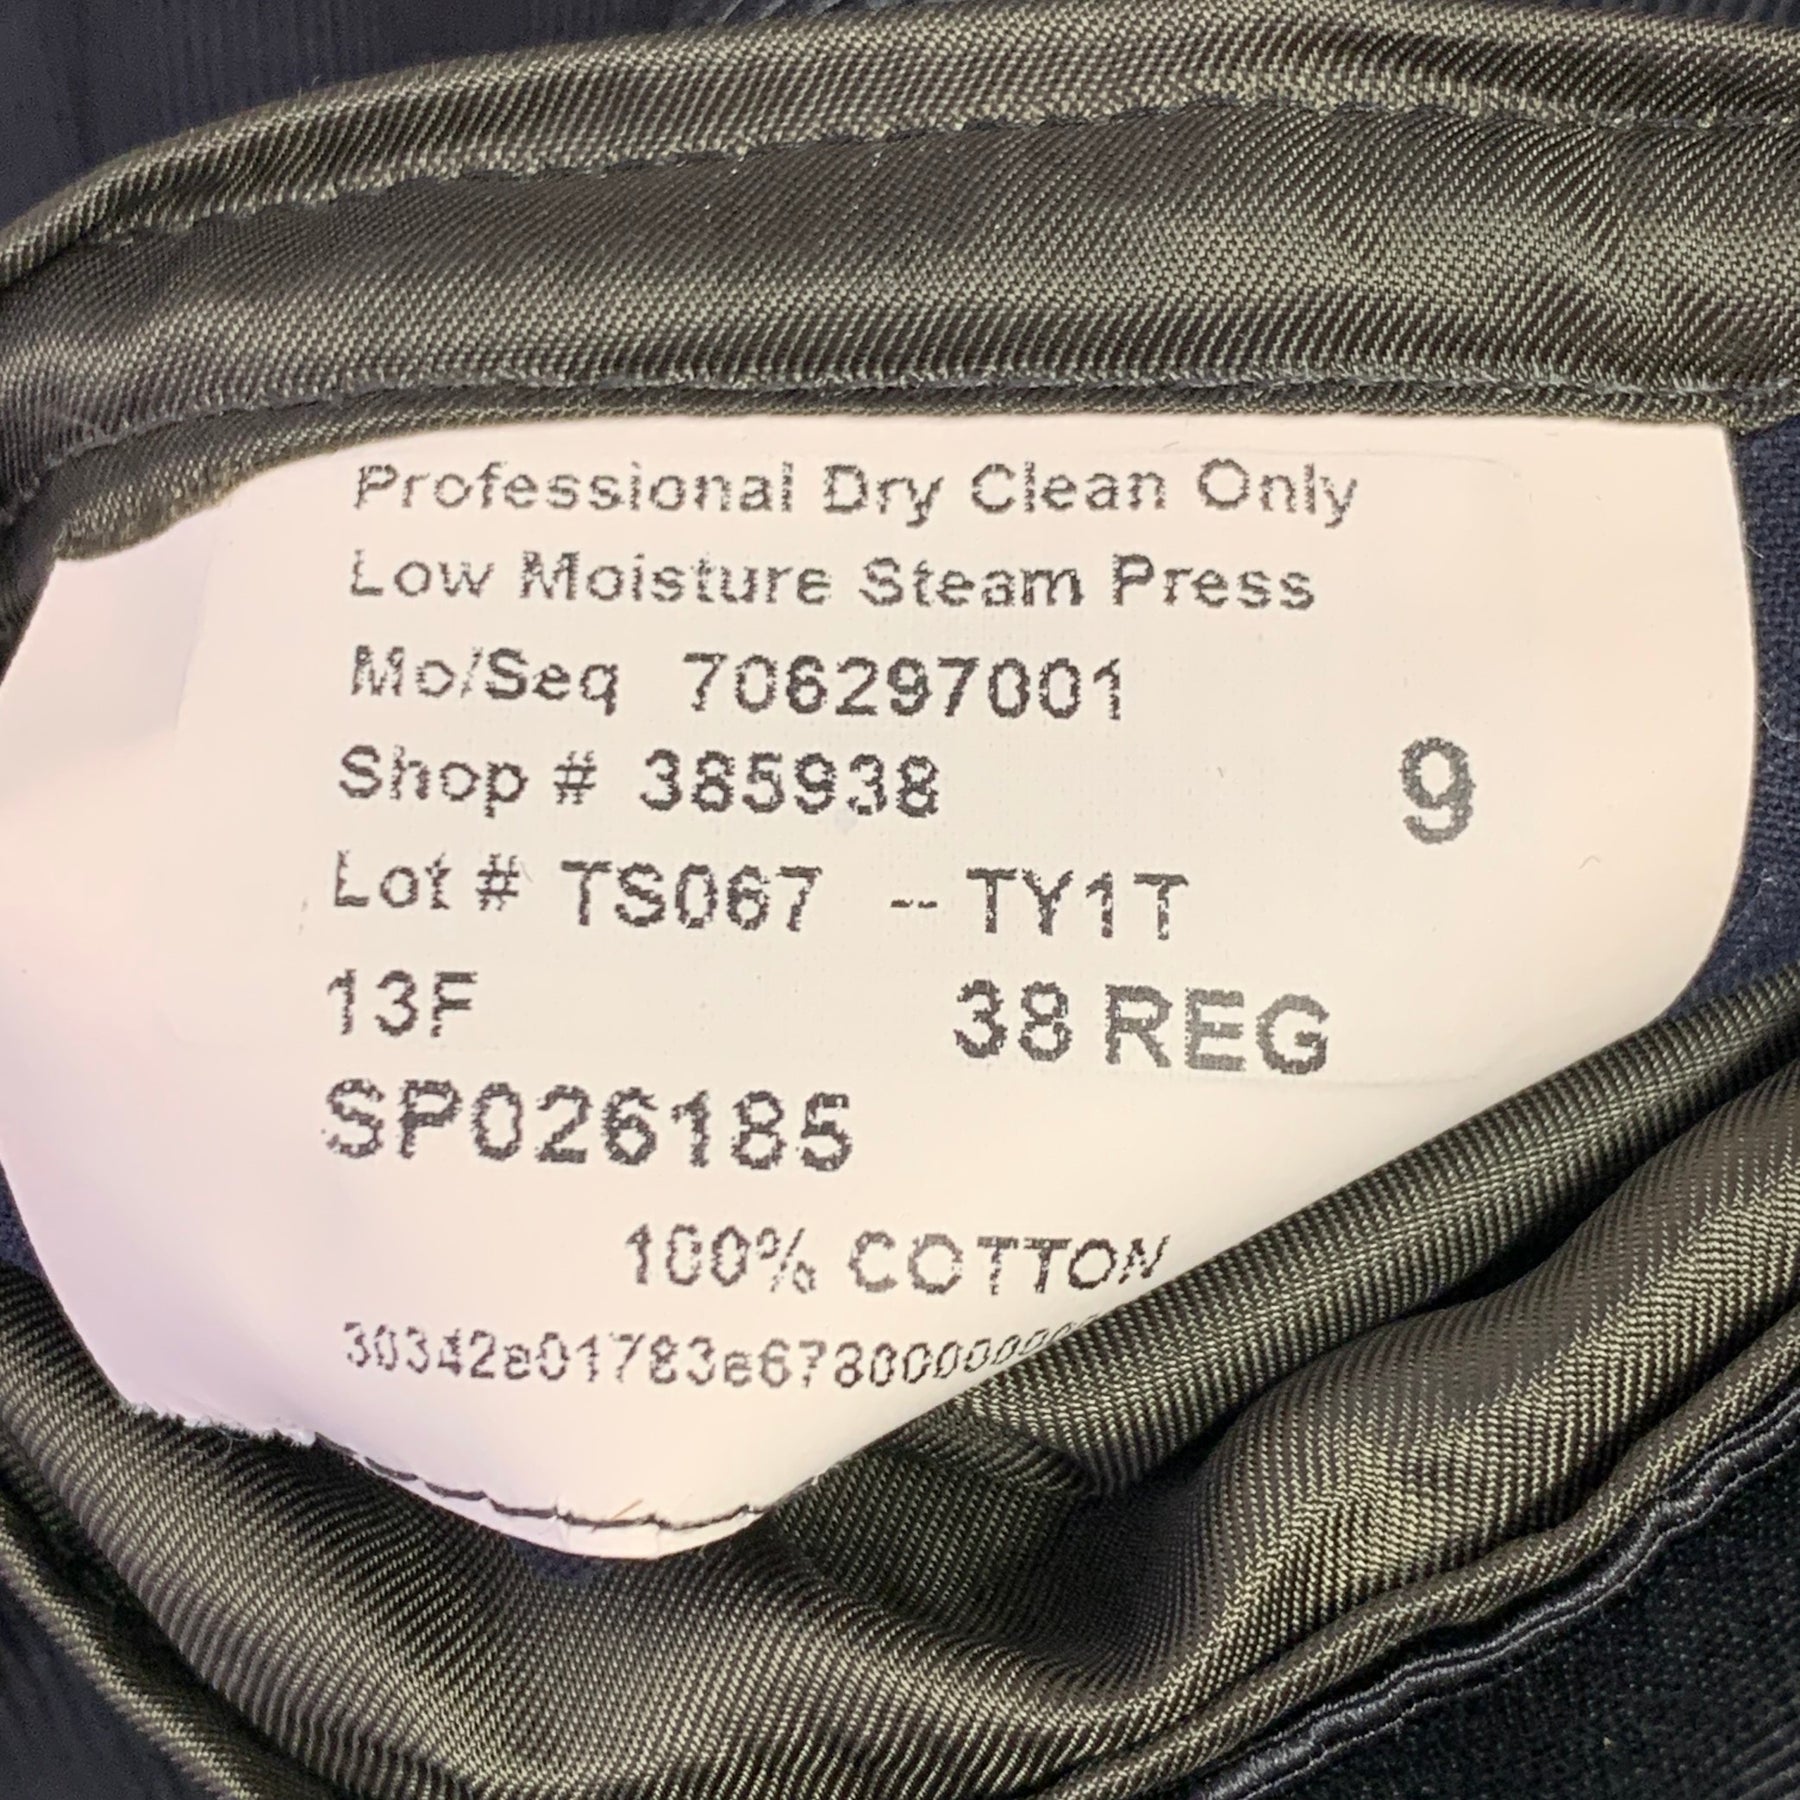 Professional Dry Clean Only
Low Moisture Steam Press
Mo/Seq 706297001
Shop # 385938
9
Lot # TS067 -- TY1T
13F 38 REG
SP026185
100% COTTON